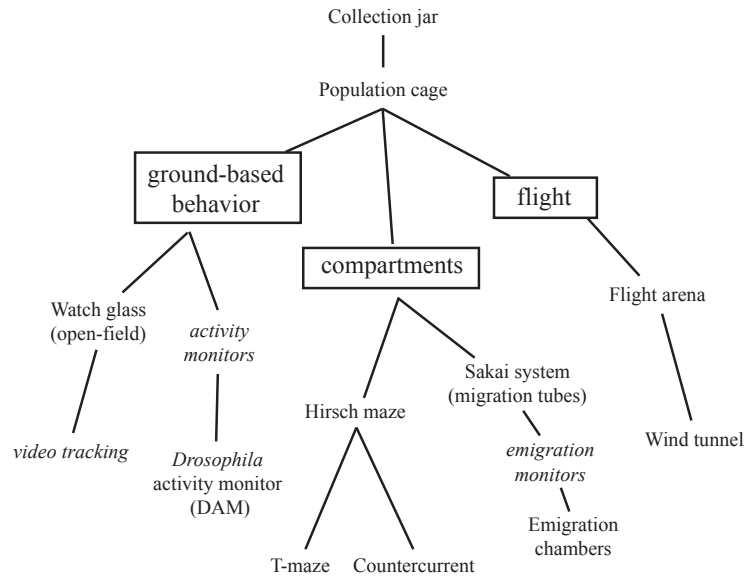 Collection jar
Population cage
ground-based
behavior
flight
compartments
Watch glass
(open-field)
activity
monitors
Flight arena
Sakai system
(migration tubes)
Hirsch maze
video tracking
Drosophila
activity monitor
(DAM)
emigration
monitors
Wind tunnel
Emigration
chambers
T-maze
Countercurrent